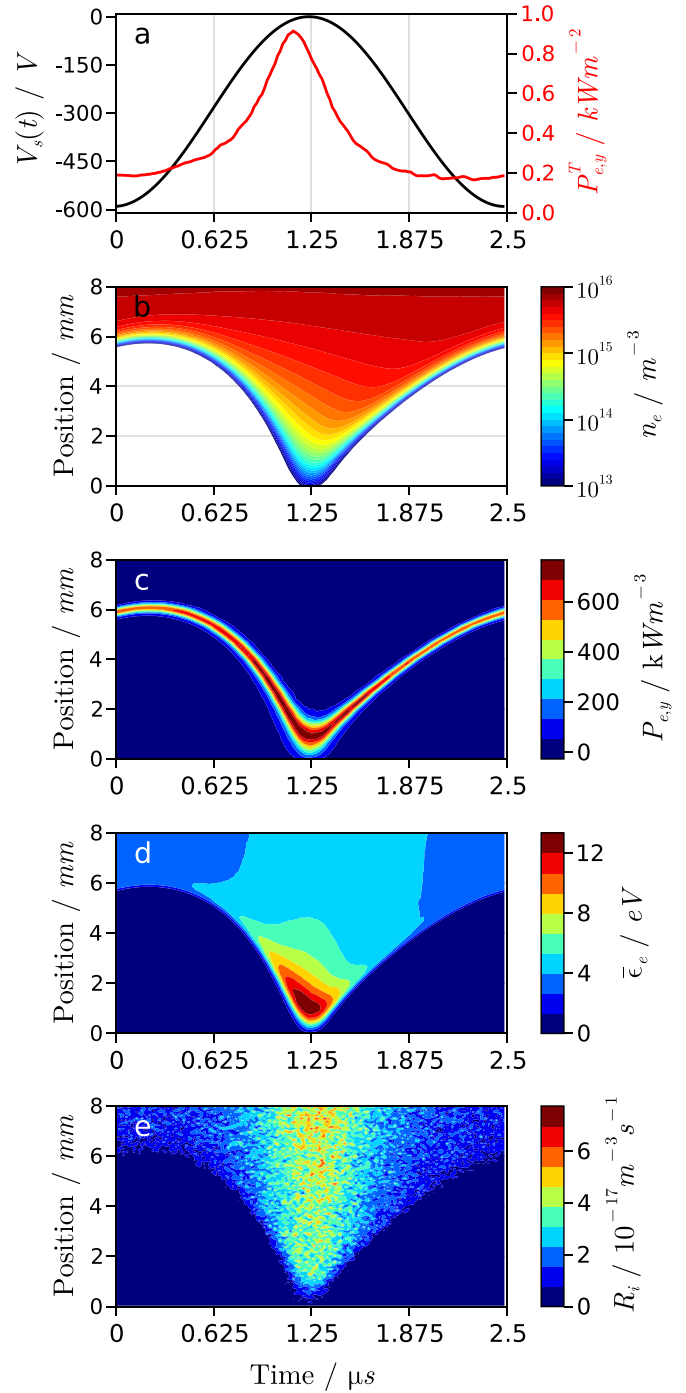 a
0
-150
-300
-450
-600
V_s(t) / V
1.0
0.8
0.6
0.4
0.2
0.0
P^T_{e,y} / kWm^{-2}
0 0.625 1.25 1.875 2.5
b
8
6
4
2
0
Position / mm
10^{16}
10^{15}
10^{14}
10^{13}
n_e / m^{-3}
0 0.625 1.25 1.875 2.5
c
8
6
4
2
0
Position / mm
600
400
200
0
P_{e,y} / kWm^{-3}
0 0.625 1.25 1.875 2.5
d
8
6
4
2
0
Position / mm
12
8
4
0
ϵ̄_e / eV
0 0.625 1.25 1.875 2.5
e
8
6
4
2
0
Position / mm
6
4
2
0
R_i / 10^{-17} m^{-3} s^{-1}
0 0.625 1.25 1.875 2.5
Time / μs